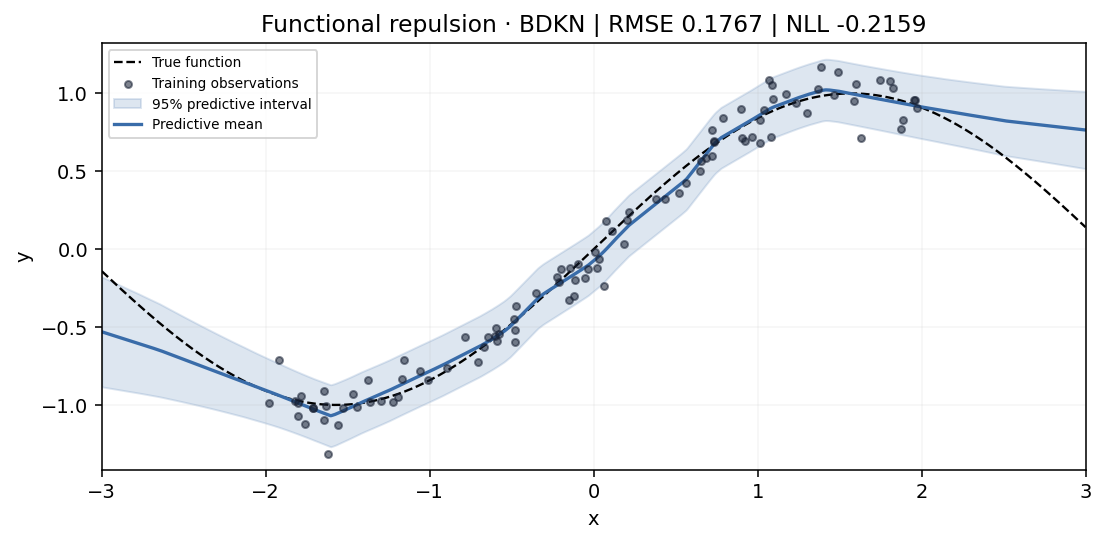 Functional repulsion · BDKN | RMSE 0.1767 | NLL -0.2159
True function
Training observations
95% predictive interval
Predictive mean
y
1.0
0.5
0.0
−0.5
−1.0
−3
−2
−1
0
1
2
3
x